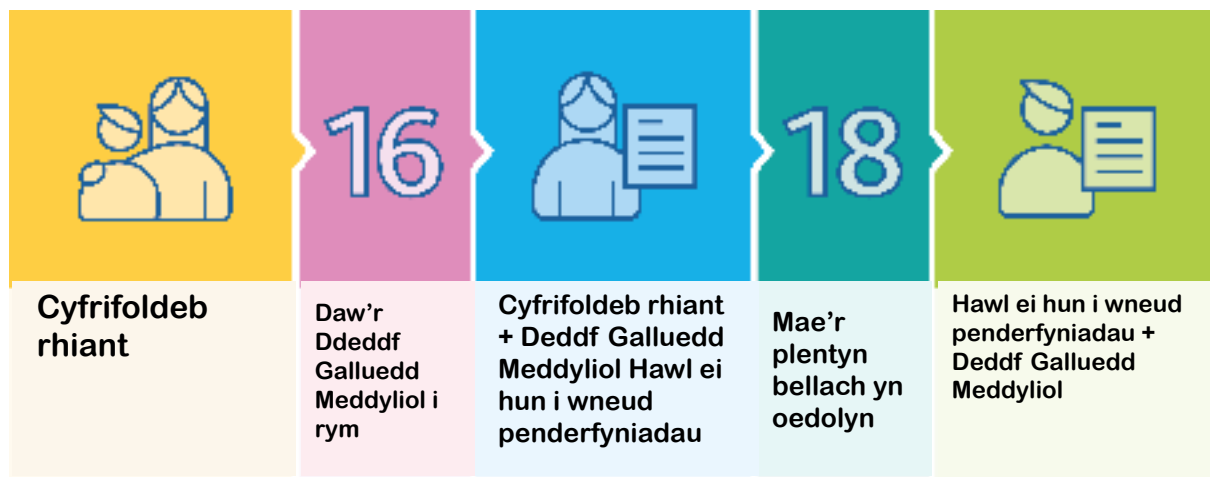 16
18
Cyfrifoldeb
rhiant
Daw’r
Ddeddf
Galluedd
Meddyliol i
rym
Cyfrifoldeb rhiant
+ Deddf Galluedd
Meddyliol Hawl ei
hun i wneud
penderfyniadau
Mae’r
plentyn
bellach yn
oedolyn
Hawl ei hun i wneud
penderfyniadau +
Deddf Galluedd
Meddyliol